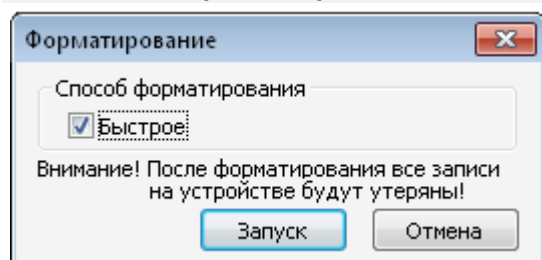 Форматирование
Способ форматирования
Быстрое
Внимание! После форматирования все записи
на устройстве будут утеряны!
Запуск
Отмена